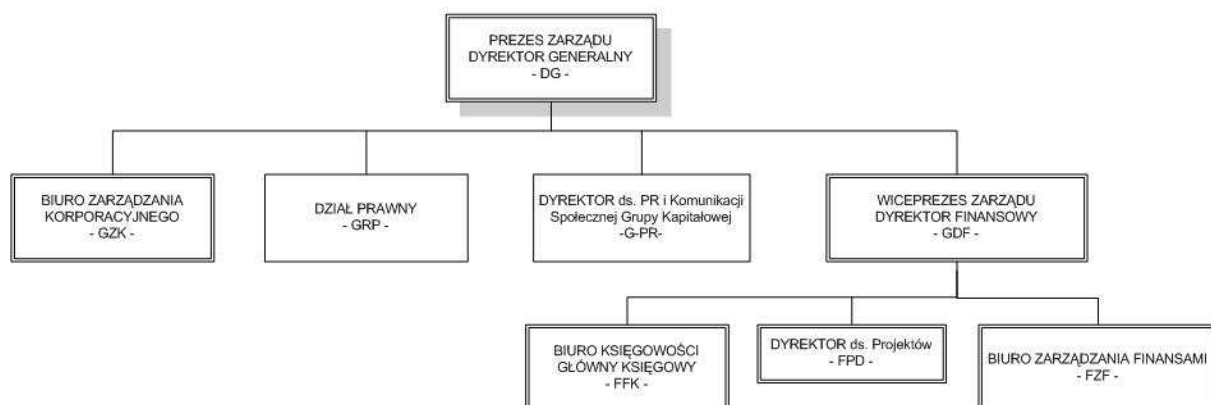 PREZES ZARZĄDU
DYREKTOR GENERALNY
- DG -
BIURO ZARZĄDZANIA
KORPORACYJNEGO
- GZK -
DZIAŁ PRAWNY
- GRP -
DYREKTOR ds. PR i Komunikacji
Społecznej Grupy Kapitałowej
-G-PR-
WICEPREZES ZARZĄDU
DYREKTOR FINANSOWY
- GDF -
BIURO KSIĘGOWOŚCI
GŁÓWNY KSIĘGOWY
- FFK -
DYREKTOR ds. Projektów
- FPD -
BIURO ZARZĄDZANIA FINANSAMI
- FZF -